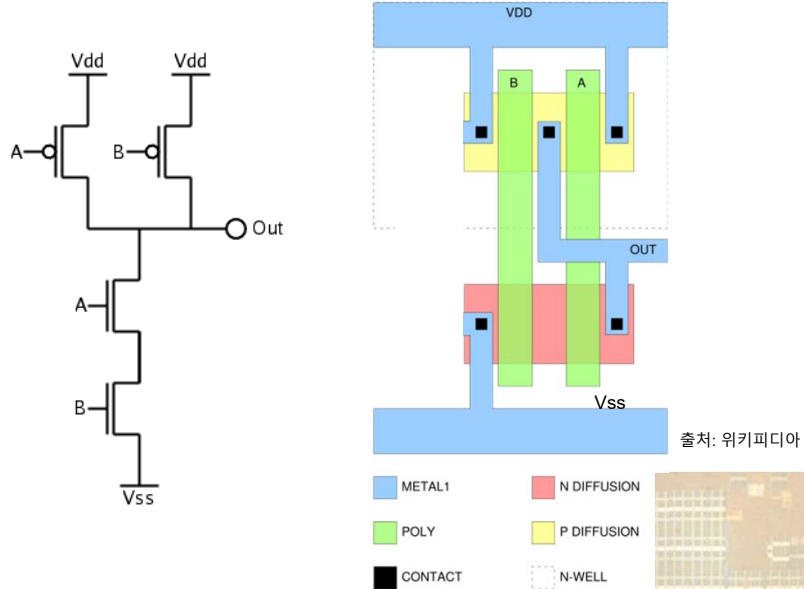 Vdd
Vdd
A
B
Out
A
B
Vss
VDD
B
A
OUT
Vss
출처: 위키피디아
METAL1
N DIFFUSION
POLY
P DIFFUSION
CONTACT
N-WELL